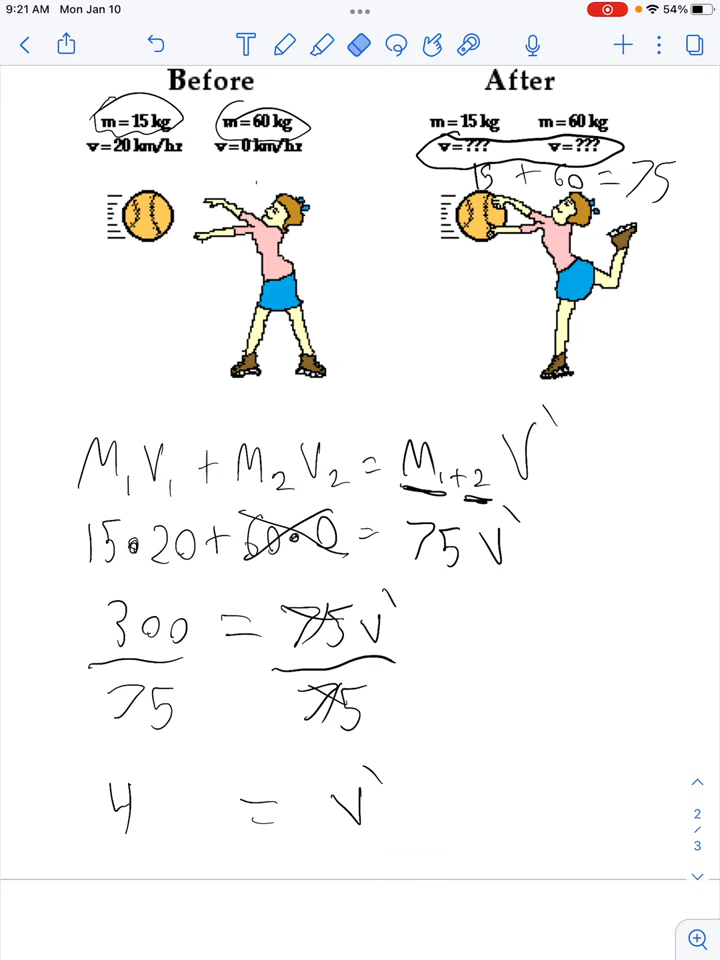 9:21 AM Mon Jan 10
54%
Before After
m = 15 kg m = 60 kg m = 15 kg m = 60 kg
v = 20 km/hr v = 0 km/hr v = ??? v = ???
15 + 60 = 75
M₁V₁ + M₂V₂ = M₁₊₂ V`
15•20 + 60•0 = 75 V`
300 = 75 V`
75 75
4 = V`
2
/
3